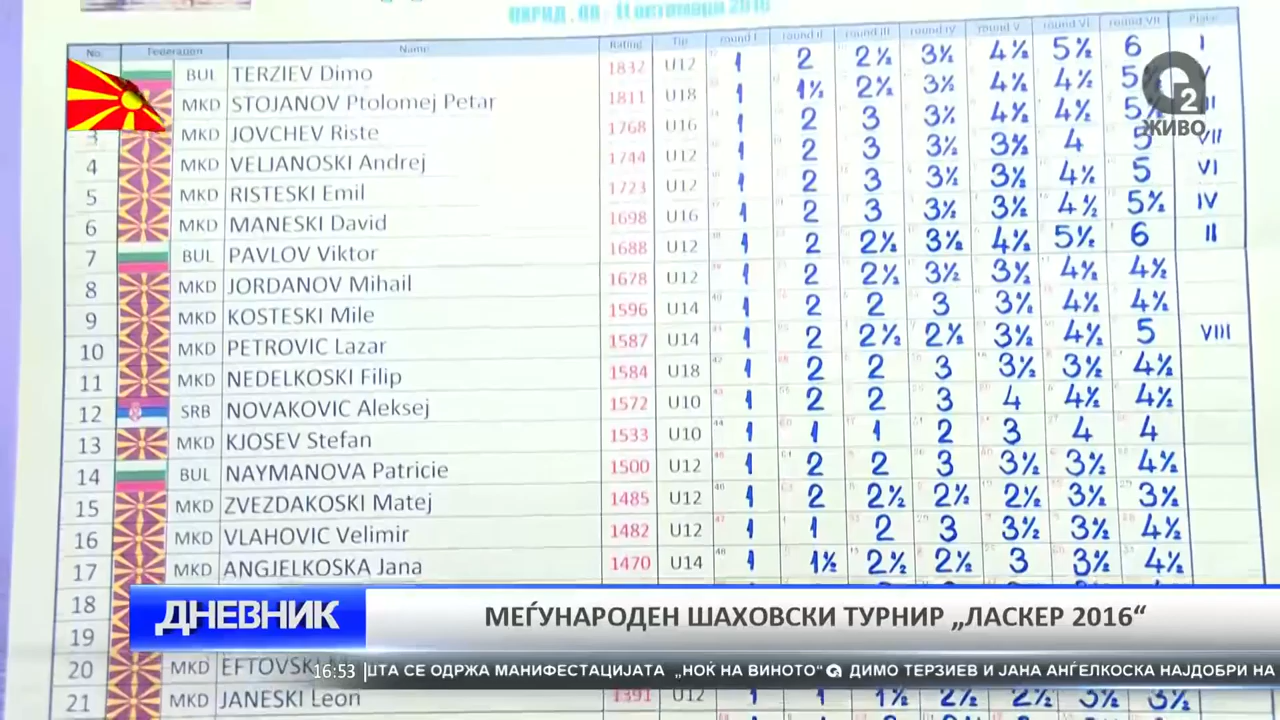 ОХРИД, 08 - 11 октомври 2016
No. Federation Name Rating Tip round I round II round III round IV round V round VI round VII Place
BUL TERZIEV Dimo 1832 U12 1 2 2½ 3½ 4½ 5½ 6 I
MKD STOJANOV Ptolomej Petar 1811 U18 1 1½ 2½ 3½ 4½ 4½ V
3 MKD JOVCHEV Riste 1768 U16 1 2 3 3½ 4½ 4½ 5½
4 MKD VELJANOSKI Andrej 1744 U12 1 2 3 3½ 3½ 4 5 VII
5 MKD RISTESKI Emil 1723 U12 1 2 3 3½ 3½ 4½ 5 VI
6 MKD MANESKI David 1698 U16 1 2 3 3½ 3½ 4½ 5½ IV
7 BUL PAVLOV Viktor 1688 U12 1 2 2½ 3½ 4½ 5½ 6 II
8 MKD JORDANOV Mihail 1678 U12 1 2 2½ 3½ 3½ 4½ 4½
9 MKD KOSTESKI Mile 1596 U14 1 2 2 3 3½ 4½ 4½
10 MKD PETROVIC Lazar 1587 U14 1 2 2½ 2½ 3½ 4½ 5 VIII
11 MKD NEDELKOSKI Filip 1584 U18 1 2 2 3 3½ 3½ 4½
12 SRB NOVAKOVIC Aleksej 1572 U10 1 2 2 3 4 4½ 4½
13 MKD KJOSEV Stefan 1533 U10 1 1 1 2 3 4 4
14 BUL NAYMANOVA Patricie 1500 U12 1 2 2 3 3½ 3½ 4½
15 MKD ZVEZDAKOSKI Matej 1485 U12 1 2 2½ 2½ 2½ 3½ 3½
16 MKD VLAHOVIC Velimir 1482 U12 1 1 2 3 3½ 3½ 4½
17 MKD ANGJELKOSKA Jana 1470 U14 1 1½ 2½ 2½ 3 3½ 4½
18
19
20 MKD
21 MKD JANESKI Leon 1391 U12 1 1 1½ 2½ 2½ 3½ 3½
2
ЖИВО
ДНЕВНИК
МЕЃУНАРОДЕН ШАХОВСКИ ТУРНИР „ЛАСКЕР 2016“
16:53 ШТА СЕ ОДРЖА МАНИФЕСТАЦИЈАТА „НОЌ НА ВИНОТО“ ДИМО ТЕРЗИЕВ И ЈАНА АНЃЕЛКОСКА НАЈДОБРИ НА